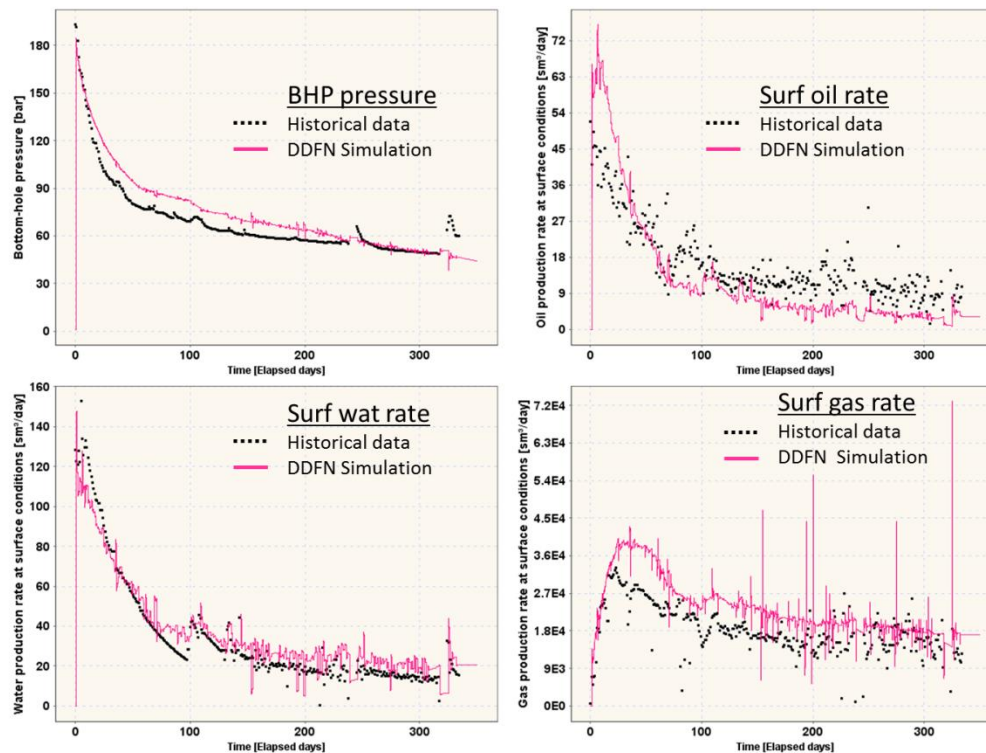 BHP pressure
Historical data
DDFN Simulation
Bottom-hole pressure [bar]
180
150
120
90
60
30
0
0 100 200 300
Time [Elapsed days]
Surf oil rate
Historical data
DDFN Simulation
Oil production rate at surface conditions [sm³/day]
72
63
54
45
36
27
18
9
0
0 100 200 300
Time [Elapsed days]
Surf wat rate
Historical data
DDFN Simulation
Water production rate at surface conditions [sm³/day]
160
140
120
100
80
60
40
20
0
0 100 200 300
Time [Elapsed days]
Surf gas rate
Historical data
DDFN Simulation
Gas production rate at surface conditions [sm³/day]
7.2E4
6.3E4
5.4E4
4.5E4
3.6E4
2.7E4
1.8E4
9E3
0E0
0 100 200 300
Time [Elapsed days]